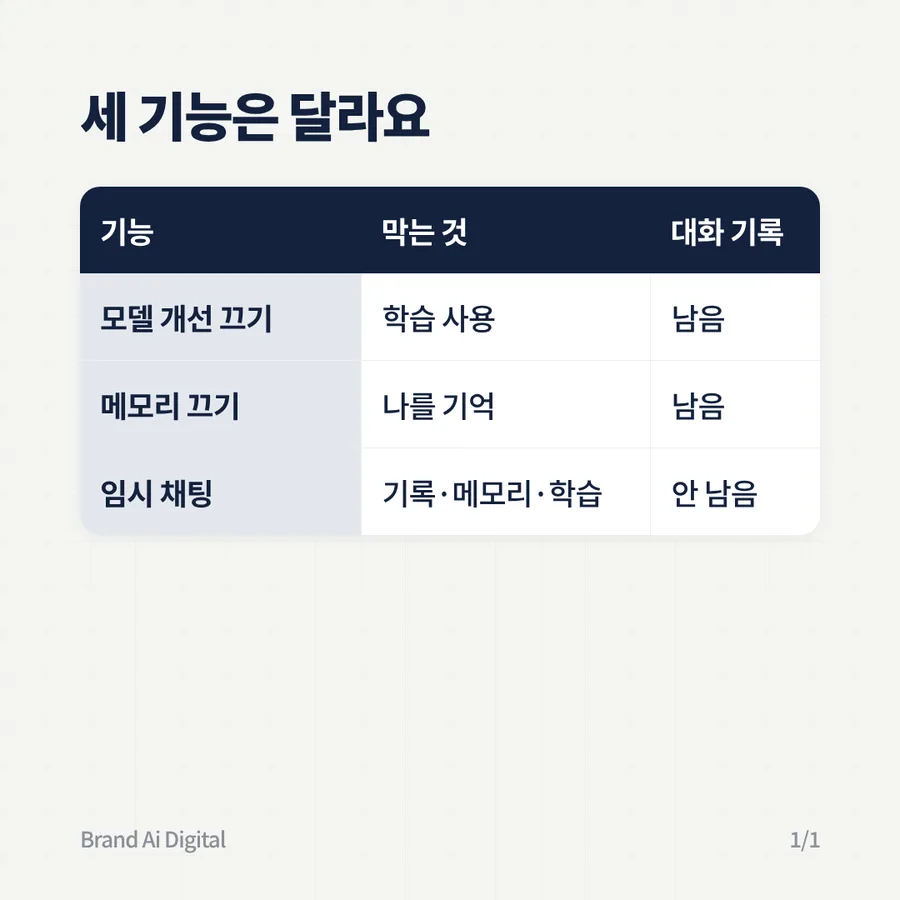 세 기능은 달라요
기능 막는 것 대화 기록
모델 개선 끄기 학습 사용 남음
메모리 끄기 나를 기억 남음
임시 채팅 기록·메모리·학습 안 남음
Brand Ai Digital 1/1